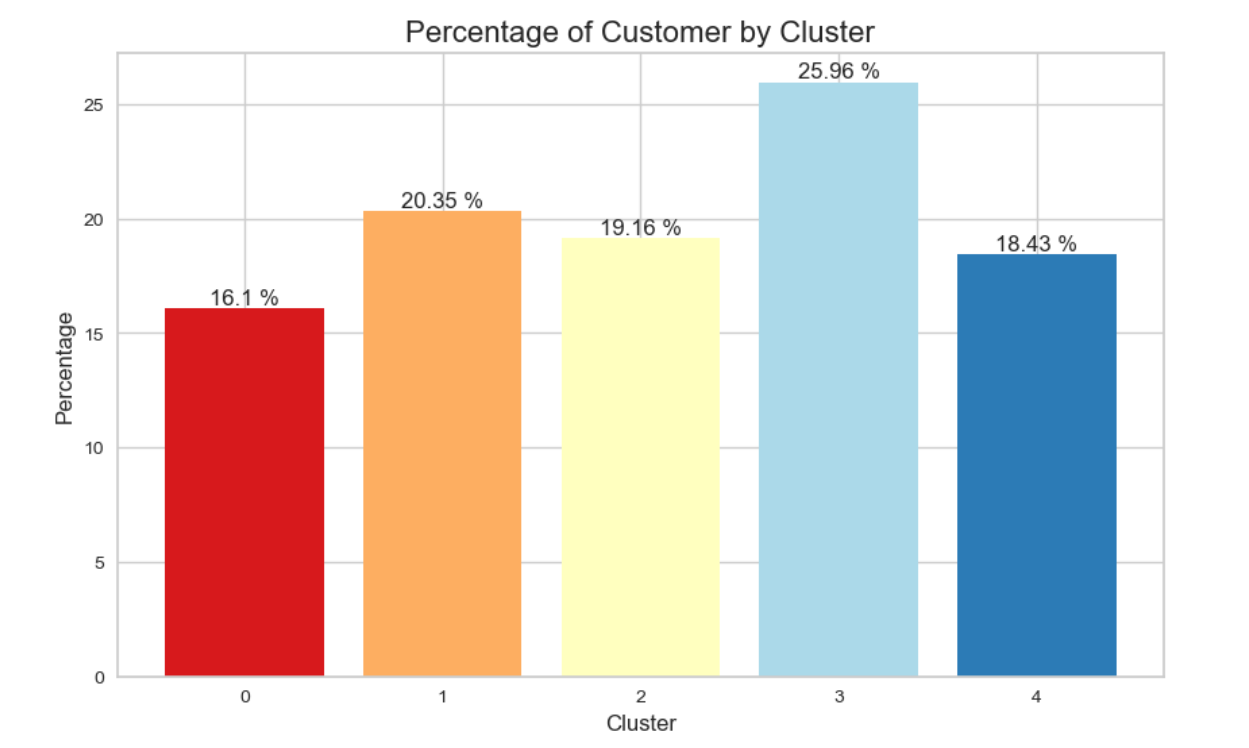 Percentage of Customer by Cluster
25.96 %
25
20.35 %
20
19.16 %
18.43 %
16.1 %
15
Percentage
10
5
0
0 1 2 3 4
Cluster